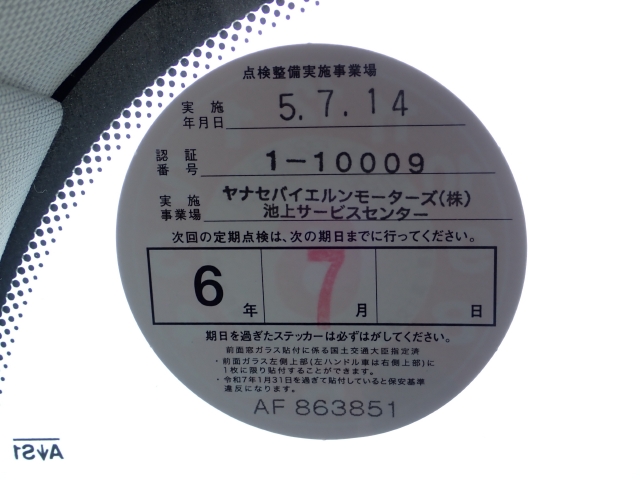 点検整備実施事業場
実施年月日 5.7.14
認証番号 1-10009
実施事業場 ヤナセバイエルンモーターズ(株)
池上サービスセンター
次回の定期点検は、次の期日までに行ってください。
6年 7月 日
期日を過ぎたステッカーは必ずはがしてください。
前面窓ガラス貼付に係る国土交通大臣指定済
・前面ガラス左側上部(左ハンドル車は右側上部)に
1枚に限り貼付することができます。
・令和7年1月31日を過ぎて貼付していると保安基準
違反になります。
AF 863851
A↓S1